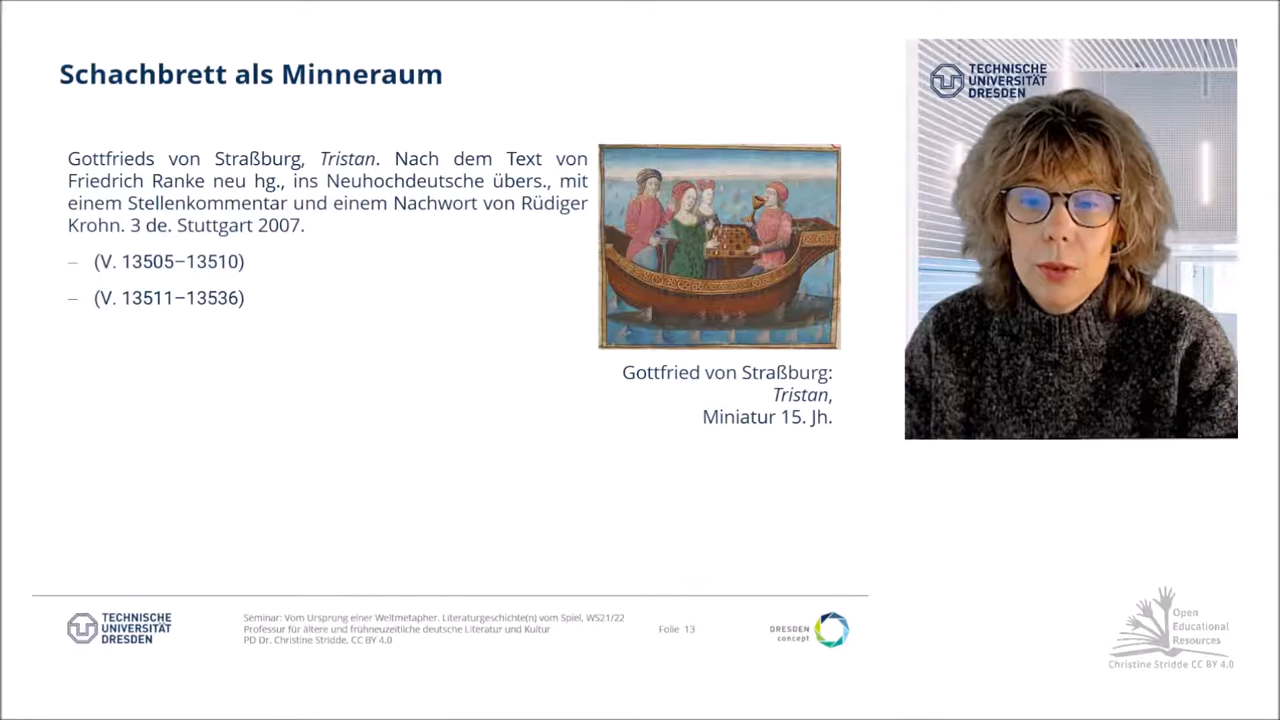 Schachbrett als Minneraum
Gottfrieds von Straßburg, Tristan. Nach dem Text von
Friedrich Ranke neu hg., ins Neuhochdeutsche übers., mit
einem Stellenkommentar und einem Nachwort von Rüdiger
Krohn. 3 de. Stuttgart 2007.
– (V. 13505–13510)
– (V. 13511–13536)
Gottfried von Straßburg:
Tristan,
Miniatur 15. Jh.
TECHNISCHE
UNIVERSITÄT
DRESDEN
TECHNISCHE
UNIVERSITÄT
DRESDEN
Seminar: Vom Ursprung einer Weltmetapher. Literaturgeschichte(n) vom Spiel, WS21/22
Professur für ältere und frühneuzeitliche deutsche Literatur und Kultur
PD Dr. Christine Stridde, CC BY 4.0
Folie 13
DRESDEN
concept
Open
Educational
Resources
Christine Stridde CC BY 4.0